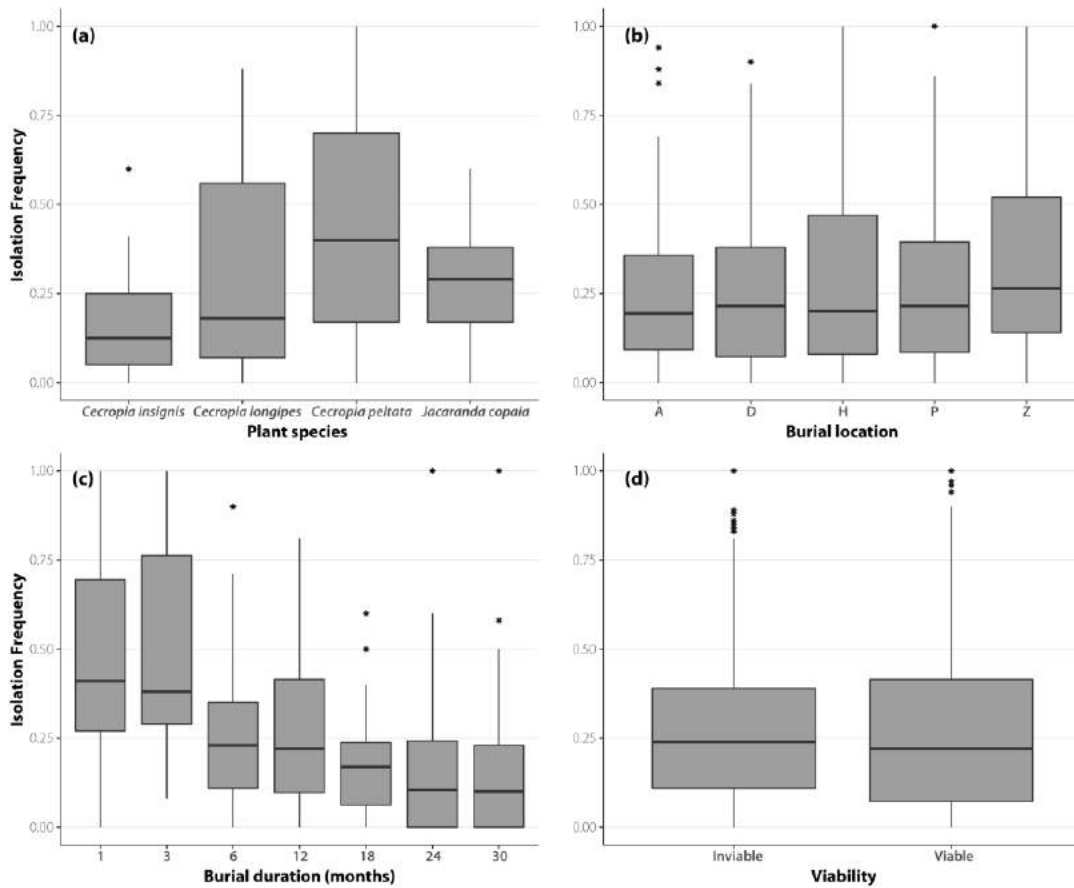 (a)
1.00
0.75
0.50
0.25
0.00
Isolation Frequency
Cecropia insignis Cecropia longipes Cecropia peltata Jacaranda copaia
Plant species
(b)
1.00
0.75
0.50
0.25
0.00
A D H P Z
Burial location
(c)
1.00
0.75
0.50
0.25
0.00
Isolation Frequency
1 3 6 12 18 24 30
Burial duration (months)
(d)
1.00
0.75
0.50
0.25
0.00
Inviable Viable
Viability